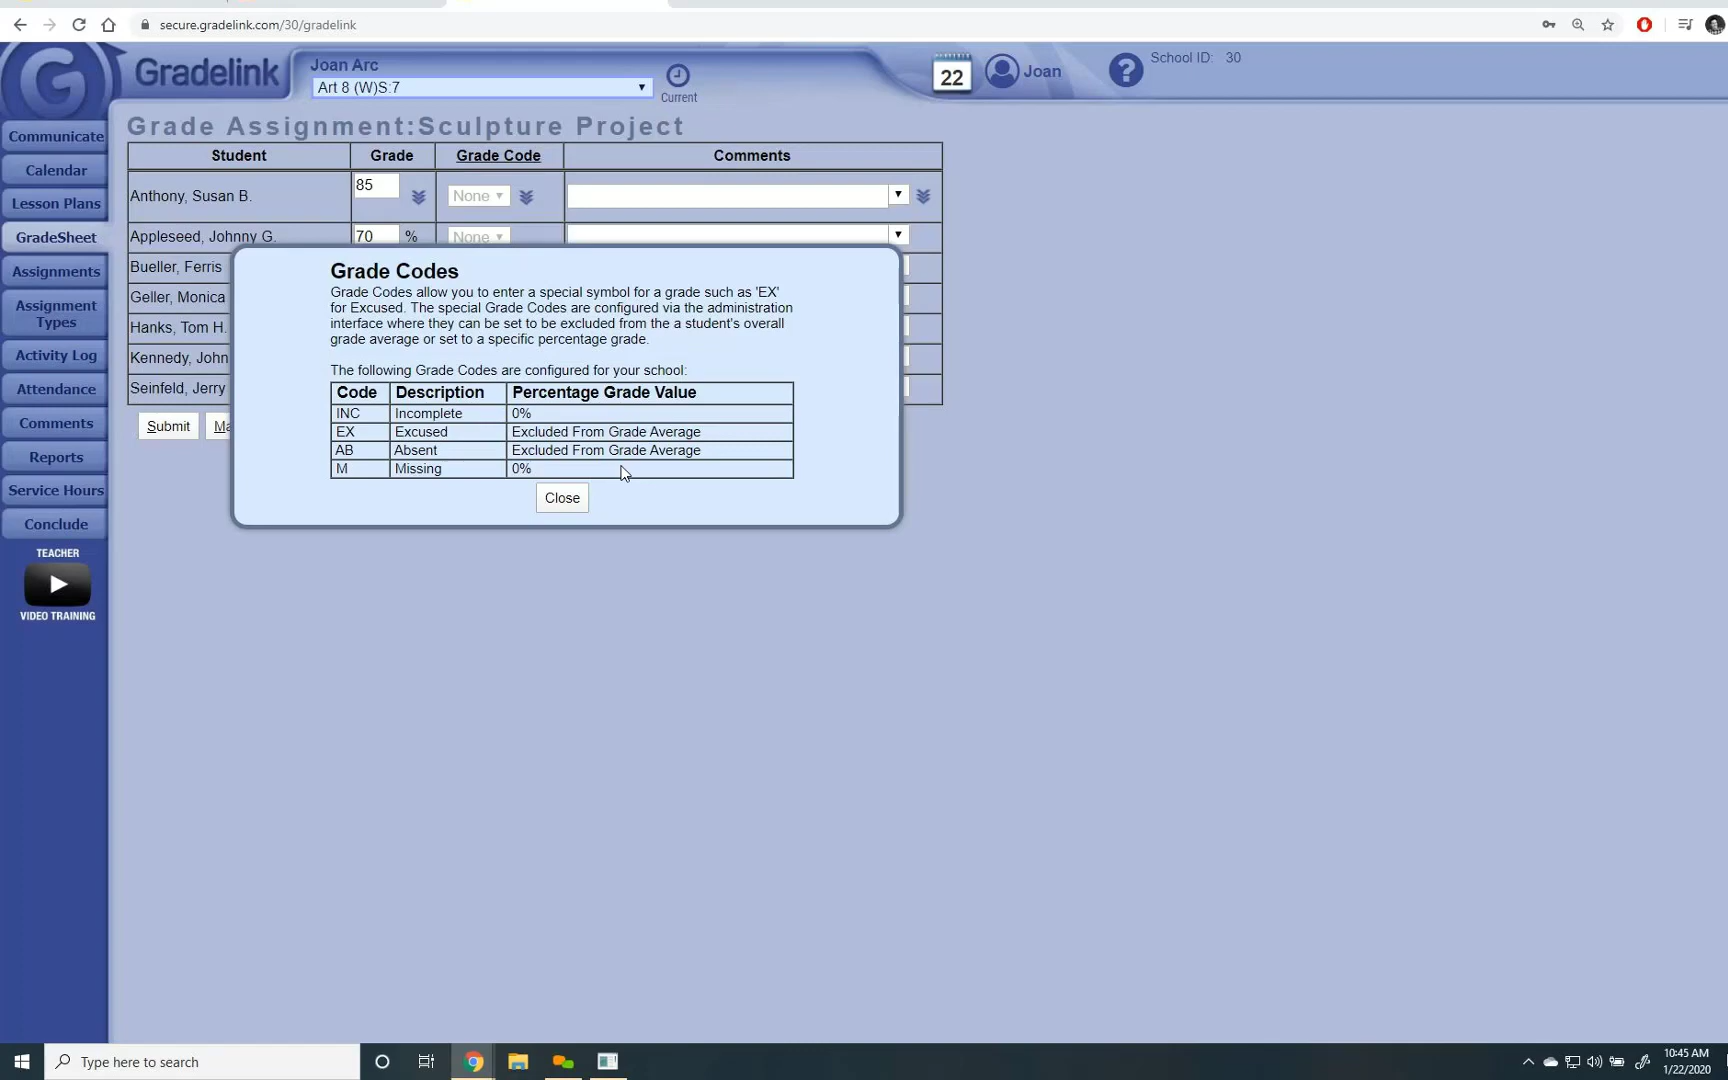 secure.gradelink.com/30/gradelink
G Gradelink
Joan Arc
Art 8 (W)S:7
Current
22
Joan
?
School ID: 30
Communicate
Calendar
Lesson Plans
GradeSheet
Assignments
Assignment
Types
Activity Log
Attendance
Comments
Reports
Service Hours
Conclude
TEACHER
VIDEO TRAINING
Grade Assignment:Sculpture Project
Student Grade Grade Code Comments
Anthony, Susan B. 85 None
Appleseed, Johnny G. 70 % None
Bueller, Ferris
Geller, Monica
Hanks, Tom H.
Kennedy, John
Seinfeld, Jerry
Submit
Grade Codes
Grade Codes allow you to enter a special symbol for a grade such as 'EX'
for Excused. The special Grade Codes are configured via the administration
interface where they can be set to be excluded from the a student's overall
grade average or set to a specific percentage grade.
The following Grade Codes are configured for your school:
Code Description Percentage Grade Value
INC Incomplete 0%
EX Excused Excluded From Grade Average
AB Absent Excluded From Grade Average
M Missing 0%
Close
Type here to search
10:45 AM
1/22/2020